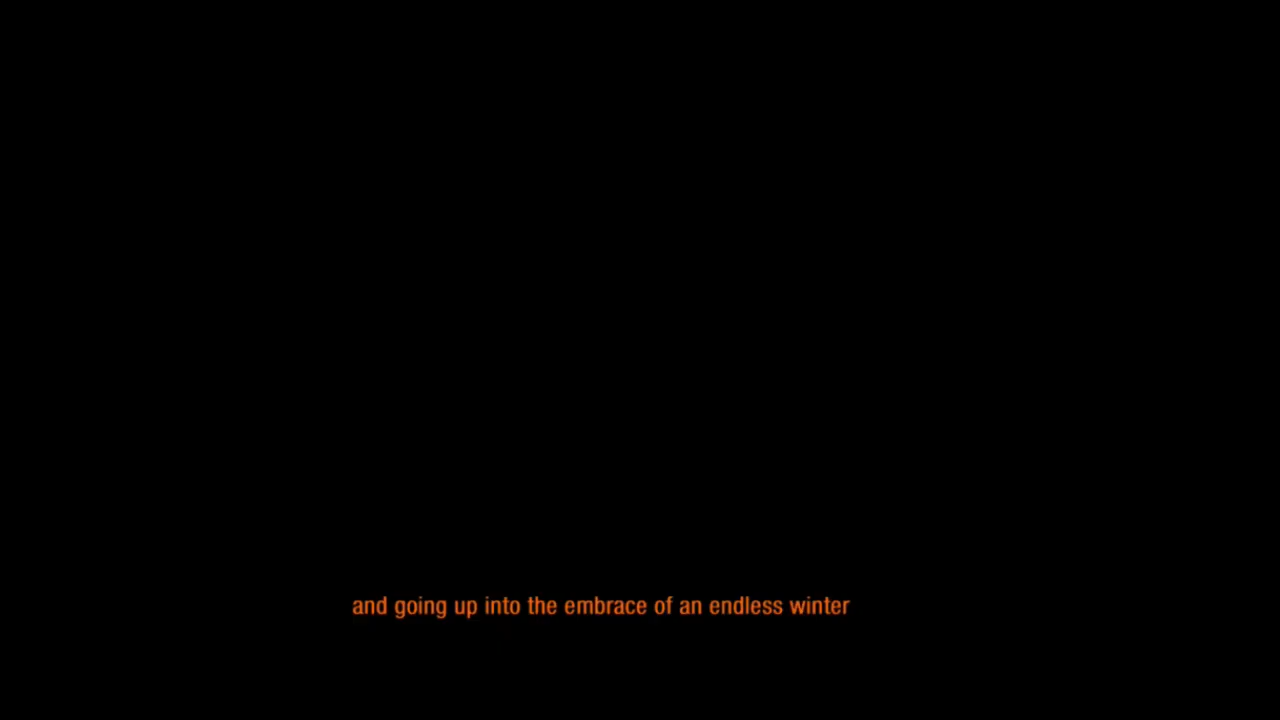 and going up into the embrace of an endless winter